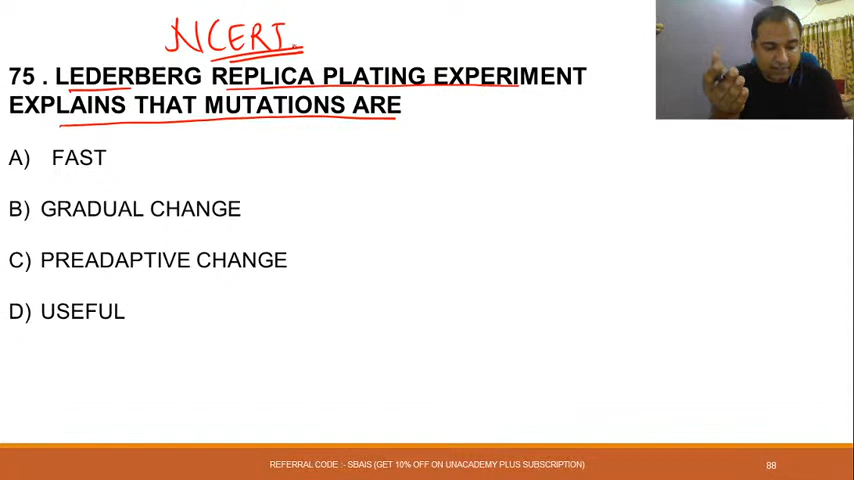 NCERT.
75 . LEDERBERG REPLICA PLATING EXPERIMENT
EXPLAINS THAT MUTATIONS ARE
A) FAST
B) GRADUAL CHANGE
C) PREADAPTIVE CHANGE
D) USEFUL
REFERRAL CODE :- SBAIS (GET 10% OFF ON UNACADEMY PLUS SUBSCRIPTION)
88